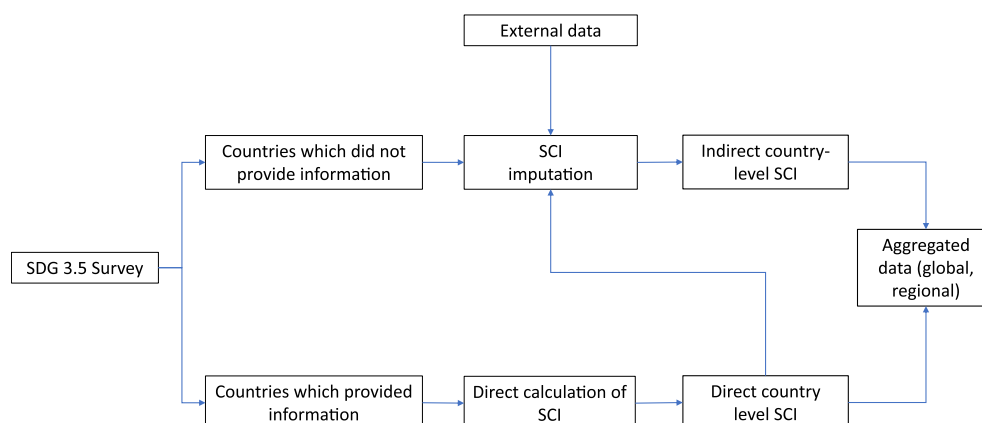 External data
Countries which did not
provide information
SCI
imputation
Indirect country-
level SCI
SDG 3.5 Survey
Aggregated
data (global,
regional)
Countries which provided
information
Direct calculation of
SCI
Direct country
level SCI